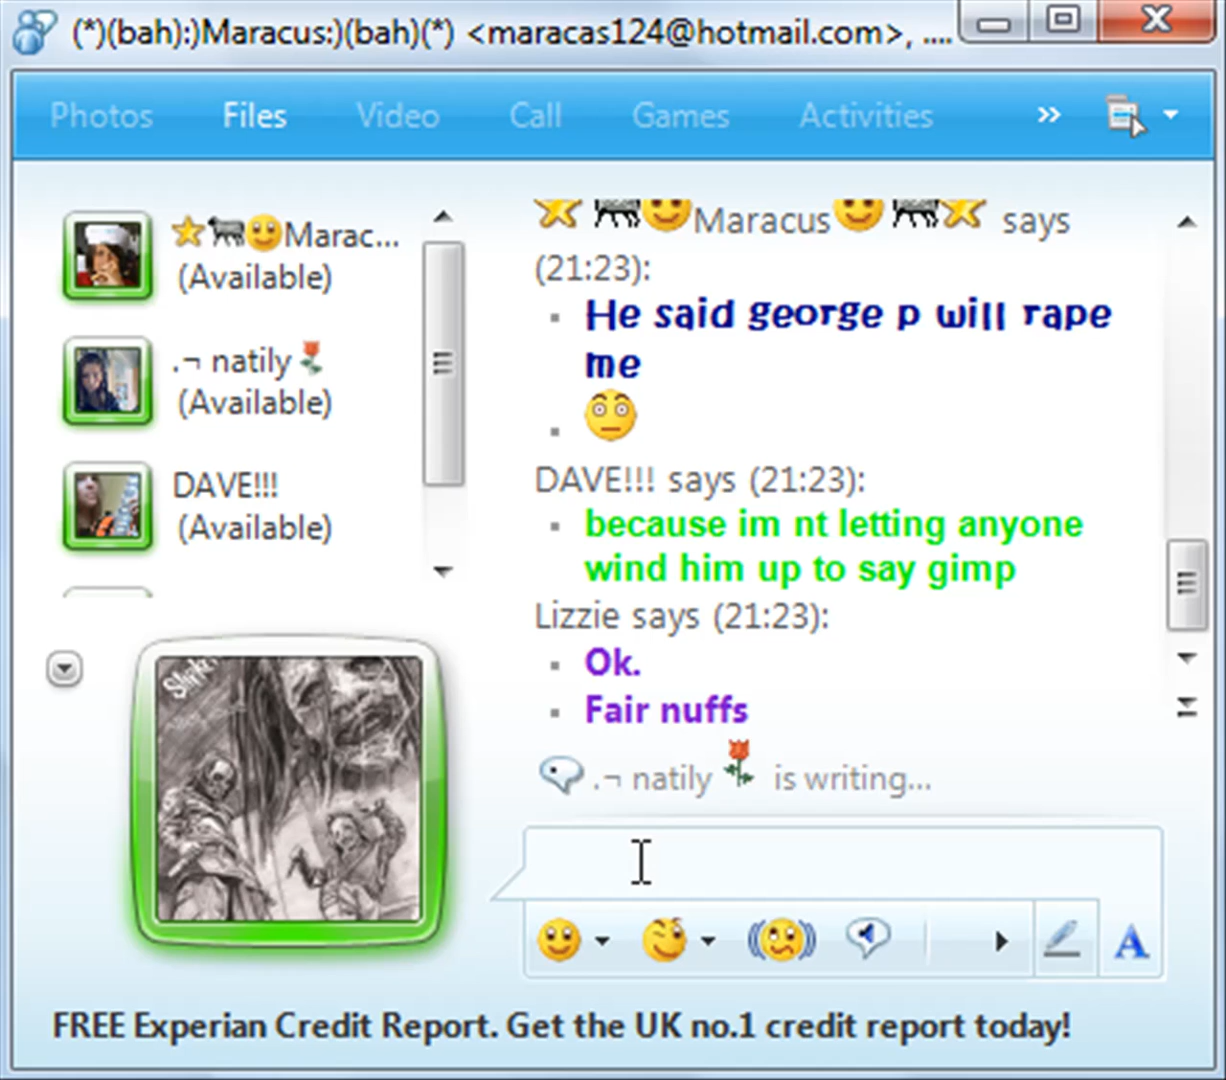 (*)(bah):)Maracus:)(bah)(*) <maracas124@hotmail.com>, ....
Photos Files Video Call Games Activities »
Marac...
(Available)
.¬ natily
(Available)
DAVE!!!
(Available)
Maracus says
(21:23):
He said george p will rape
me
DAVE!!! says (21:23):
because im nt letting anyone
wind him up to say gimp
Lizzie says (21:23):
Ok.
Fair nuffs
.¬ natily is writing...
A
FREE Experian Credit Report. Get the UK no.1 credit report today!